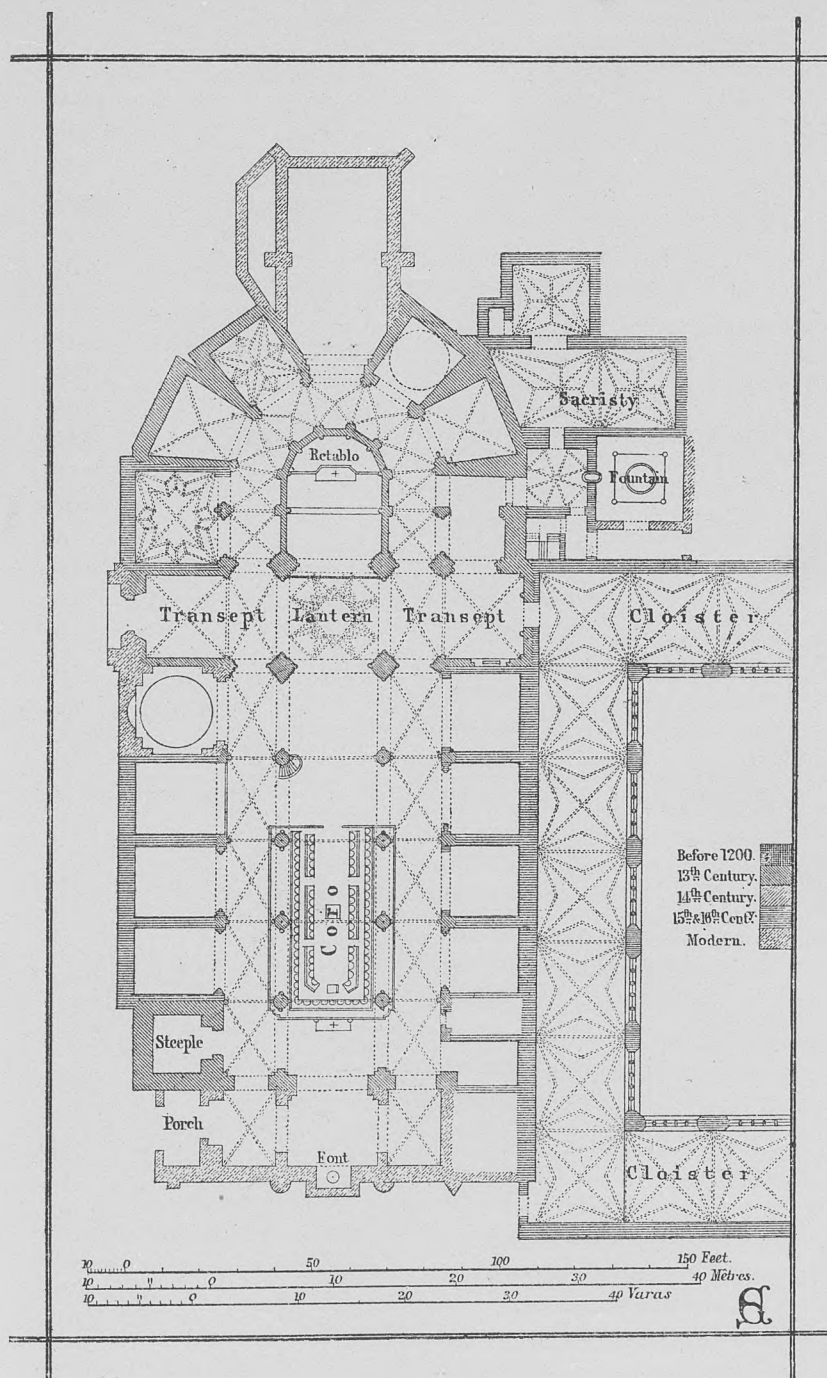 Retablo
Sacristy
Fountain
Transept Lantern Transept
Cloister
Coro
Before 1200.
13th Century.
14th Century.
15th & 16th Centy.
Modern.
Steeple
Porch
Font
Cloister
10 0 50 100 150 Feet.
10 0 10 20 30 40 Mètres.
10 0 10 20 30 40 Varas